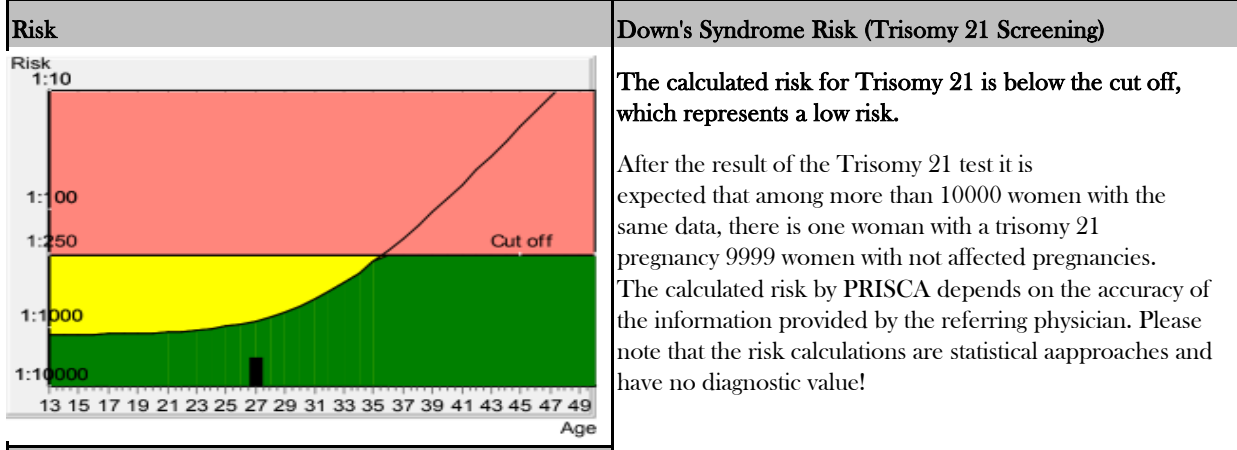 Risk
Down's Syndrome Risk (Trisomy 21 Screening)
Risk
1:10
1:100
1:250
Cut off
1:1000
1:10000
13 15 17 19 21 23 25 27 29 31 33 35 37 39 41 43 45 47 49
Age
The calculated risk for Trisomy 21 is below the cut off,
which represents a low risk.
After the result of the Trisomy 21 test it is
expected that among more than 10000 women with the
same data, there is one woman with a trisomy 21
pregnancy 9999 women with not affected pregnancies.
The calculated risk by PRISCA depends on the accuracy of
the information provided by the referring physician. Please
note that the risk calculations are statistical aapproaches and
have no diagnostic value!